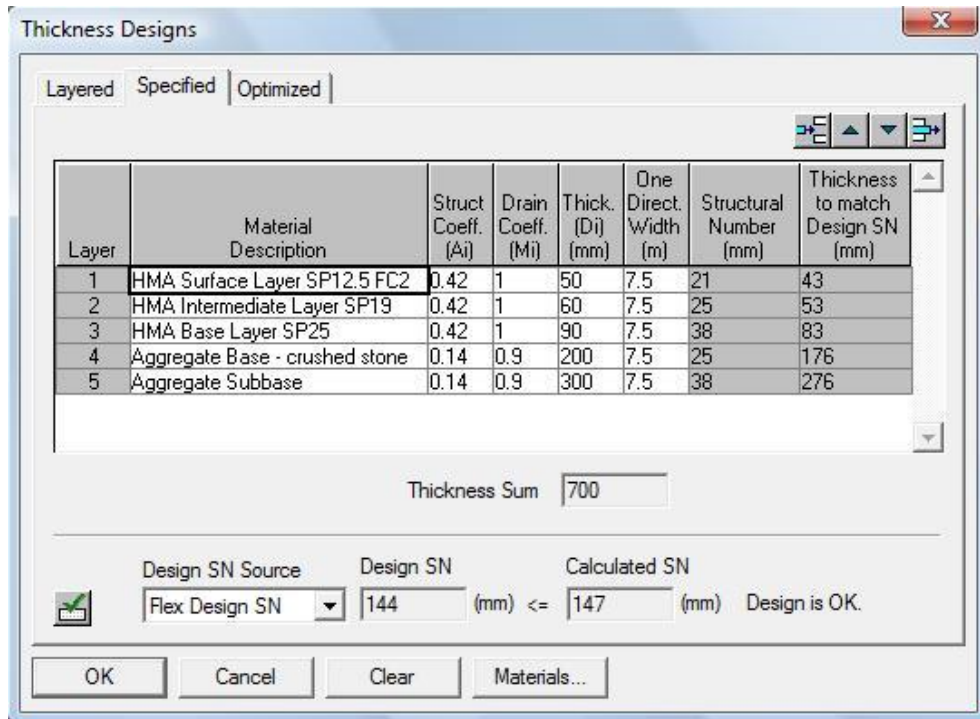 Thickness Designs
Layered Specified Optimized
Layer Material Description Struct Coeff. (Ai) Drain Coeff. (Mi) Thick. (Di) (mm) One Direct. Width (m) Structural Number (mm) Thickness to match Design SN (mm)
1 HMA Surface Layer SP12.5 FC2 0.42 1 50 7.5 21 43
2 HMA Intermediate Layer SP19 0.42 1 60 7.5 25 53
3 HMA Base Layer SP25 0.42 1 90 7.5 38 83
4 Aggregate Base - crushed stone 0.14 0.9 200 7.5 25 176
5 Aggregate Subbase 0.14 0.9 300 7.5 38 276
Thickness Sum 700
Design SN Source Design SN Calculated SN
Flex Design SN 144 (mm) <= 147 (mm) Design is OK.
OK Cancel Clear Materials...